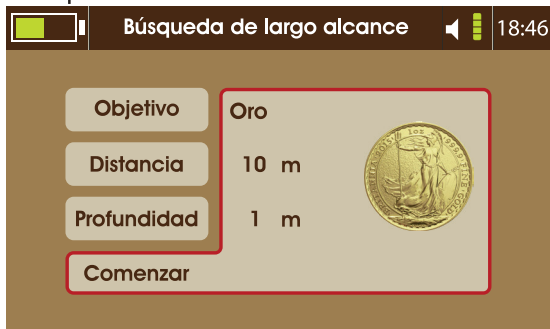 Búsqueda de largo alcance 18:46
Objetivo Oro
Distancia 10 m
Profundidad 1 m
Comenzar